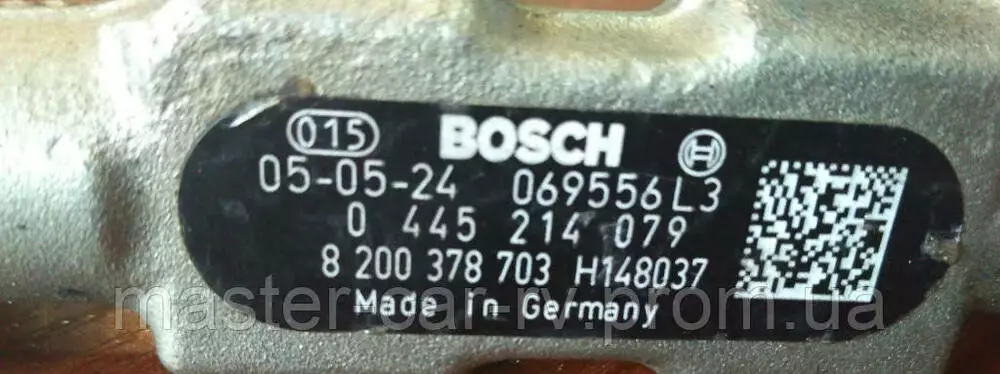 015 BOSCH
05-05-24 069556L3
0 445 214 079
8 200 378 703 H148037
Made in Germany
master-car-lv.prom.ua